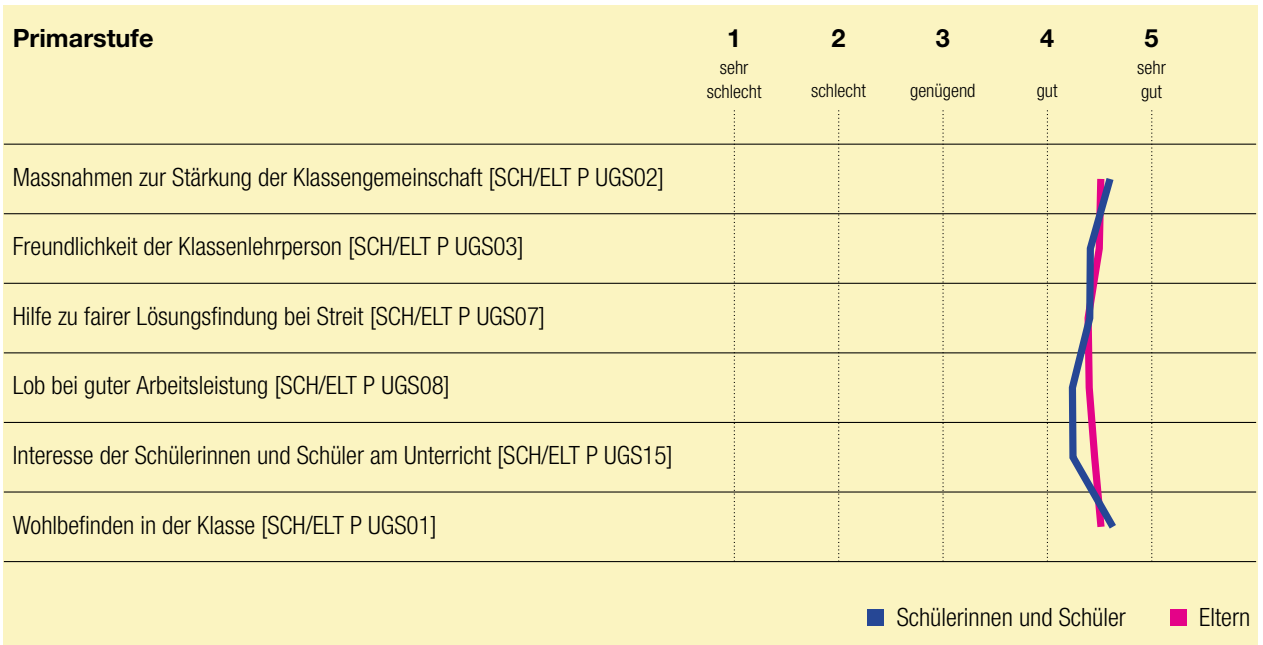 Primarstufe
1 2 3 4 5
sehr schlecht schlecht genügend gut sehr gut
Massnahmen zur Stärkung der Klassengemeinschaft [SCH/ELT P UGS02]
Freundlichkeit der Klassenlehrperson [SCH/ELT P UGS03]
Hilfe zu fairer Lösungsfindung bei Streit [SCH/ELT P UGS07]
Lob bei guter Arbeitsleistung [SCH/ELT P UGS08]
Interesse der Schülerinnen und Schüler am Unterricht [SCH/ELT P UGS15]
Wohlbefinden in der Klasse [SCH/ELT P UGS01]
Schülerinnen und Schüler Eltern